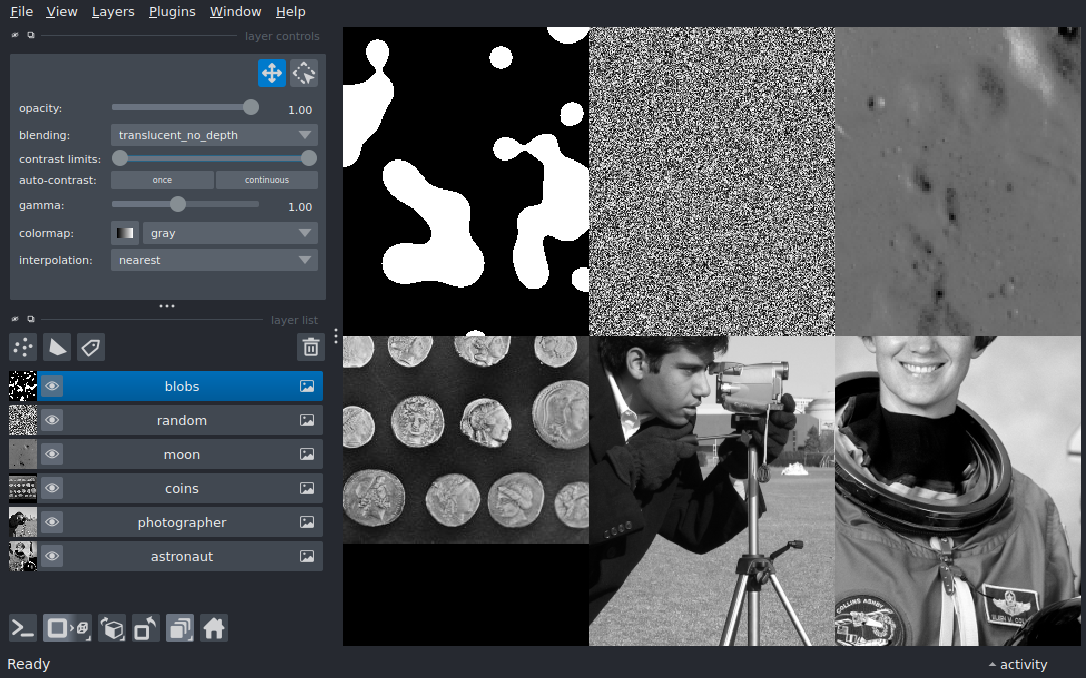 File View Layers Plugins Window Help
layer controls
opacity: 1.00
blending: translucent_no_depth
contrast limits:
auto-contrast: once continuous
gamma: 1.00
colormap: gray
interpolation: nearest
layer list
blobs
random
moon
coins
photographer
astronaut
COLLINS
Ready activity